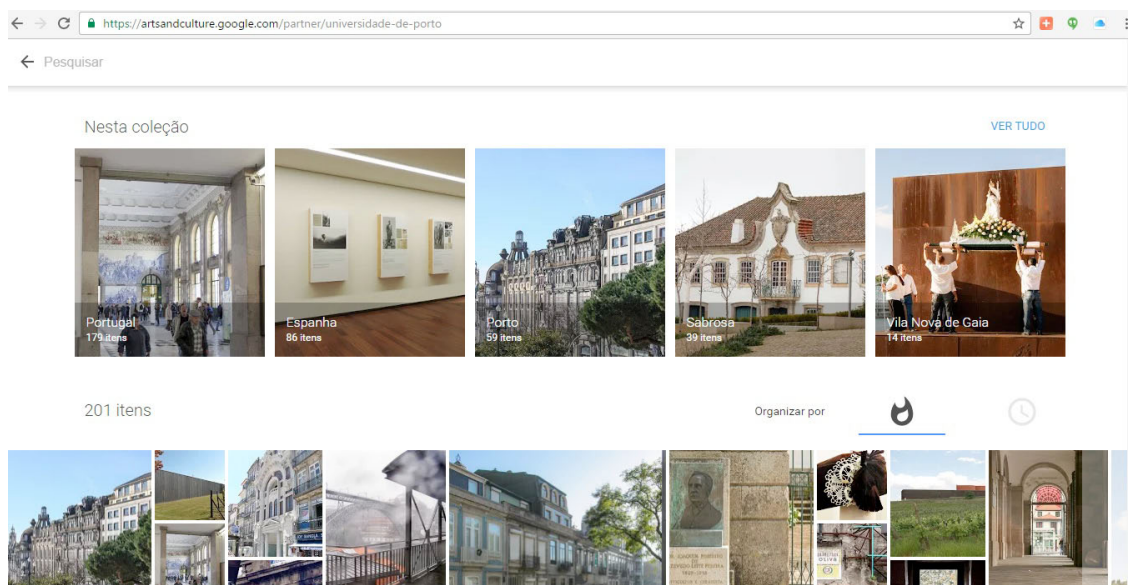 https://artsandculture.google.com/partner/universidade-de-porto
Pesquisar
Nesta coleção
VER TUDO
Portugal
179 itens
Espanha
86 itens
Porto
59 itens
Sabrosa
39 itens
Vila Nova de Gaia
14 itens
201 itens
Organizar por